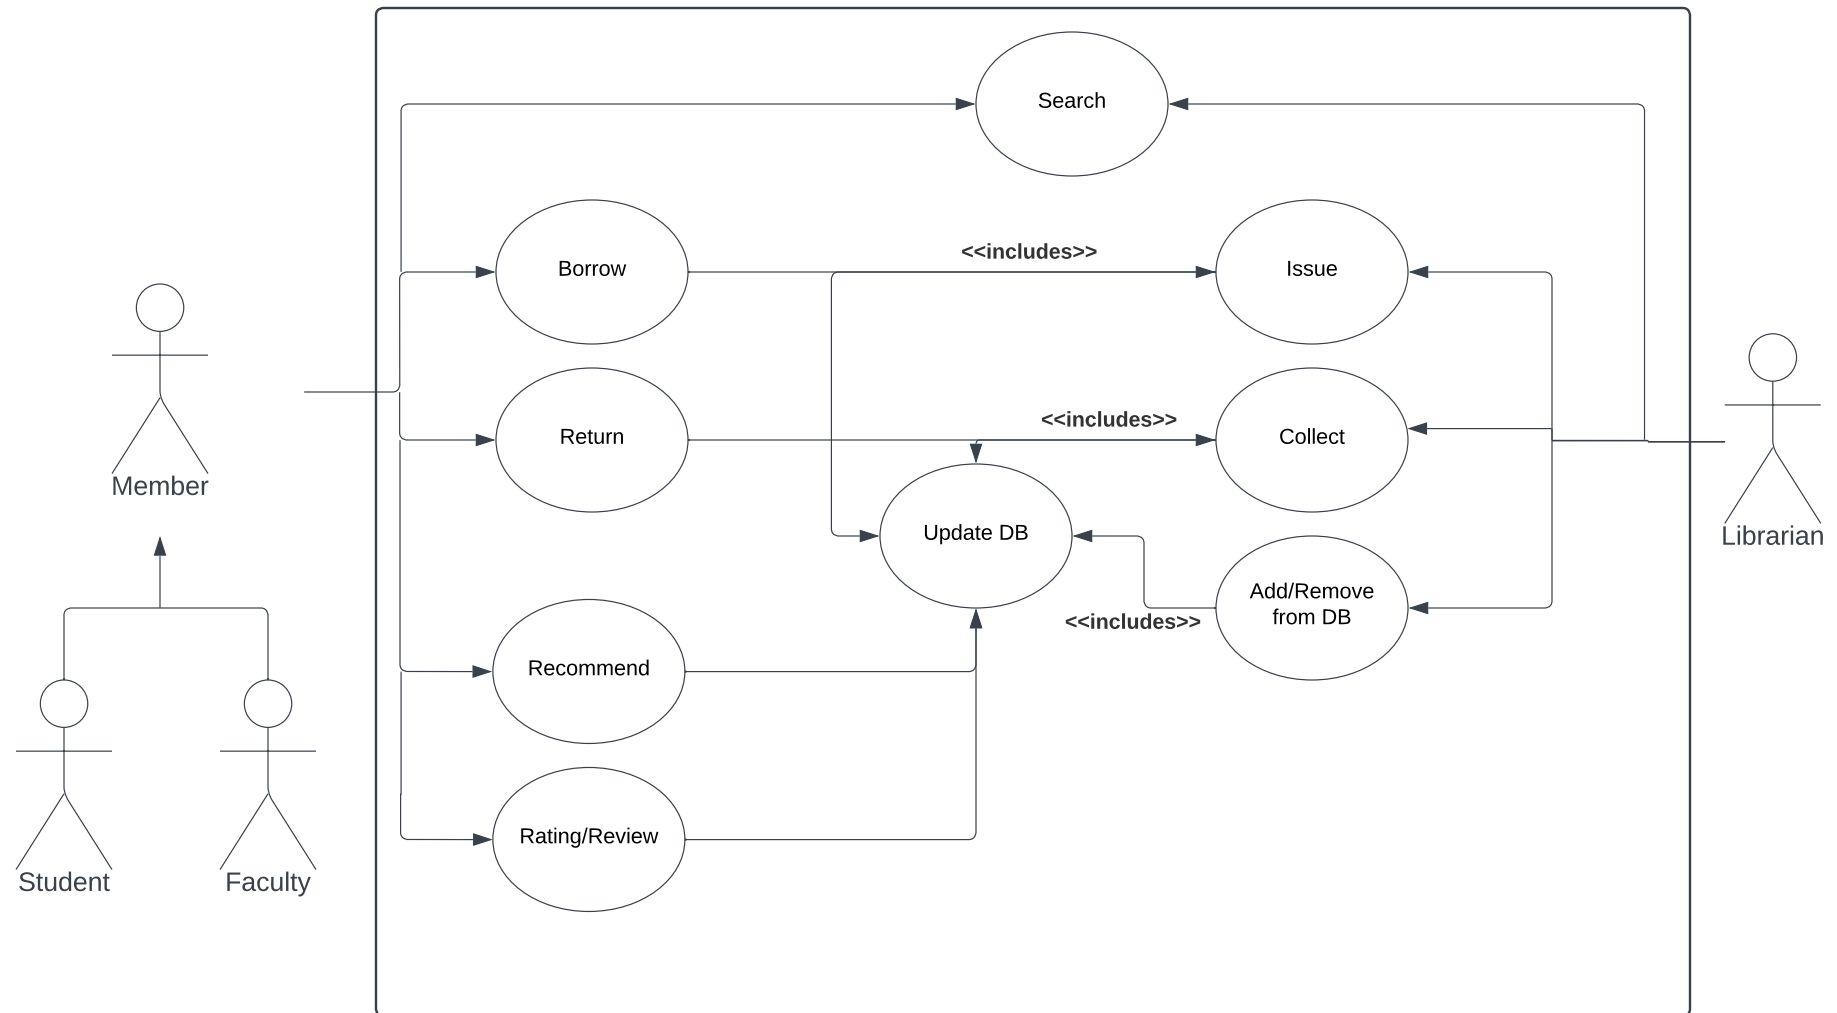 Search
<<includes>>
Borrow
Issue
<<includes>>
Return
Collect
Member
Update DB
Librarian
Add/Remove
from DB
<<includes>>
Recommend
Rating/Review
Student
Faculty